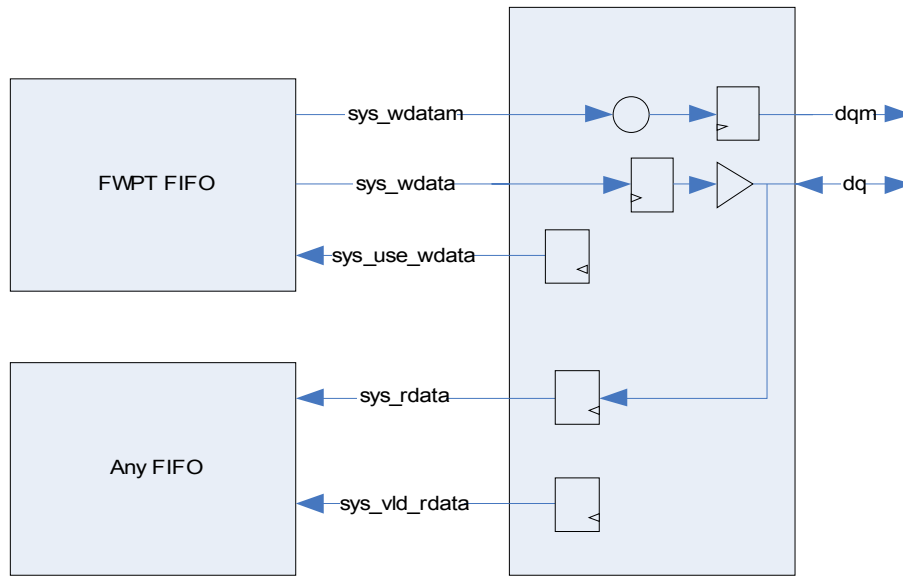 sys_wdatam
dqm
FWPT FIFO
sys_wdata
dq
sys_use_wdata
sys_rdata
Any FIFO
sys_vld_rdata